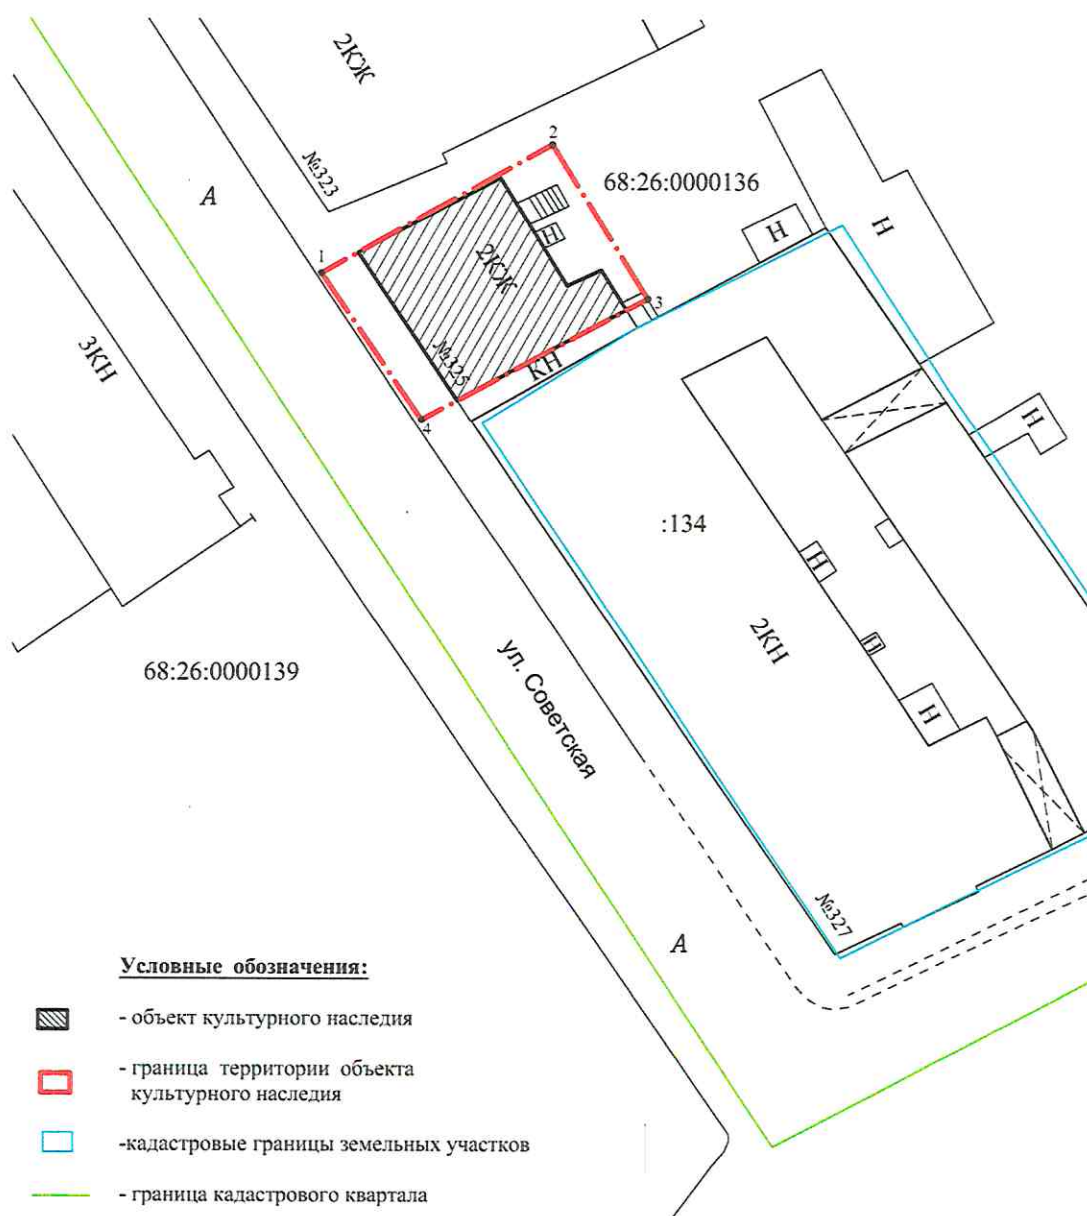 2КЖ
№323
2
68:26:0000136
А
1
Н
Н
Н
2КЖ
3
№325
КН
3КН
4
Н
:134
Н
2КН
68:26:0000139
ул. Советская
Н
№327
А
Условные обозначения:
- объект культурного наследия
- граница территории объекта
культурного наследия
-кадастровые границы земельных участков
- граница кадастрового квартала